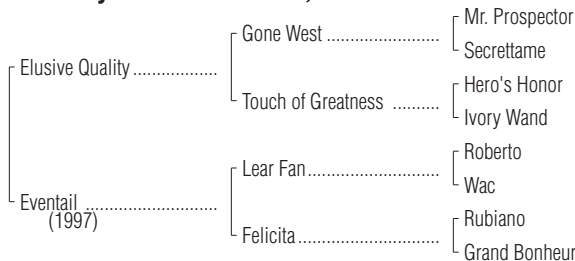 Mr. Prospector
Gone West
Secrettame
Elusive Quality
Hero's Honor
Touch of Greatness
Ivory Wand
Roberto
Lear Fan
Wac
Eventail
(1997)
Rubiano
Felicita
Grand Bonheur